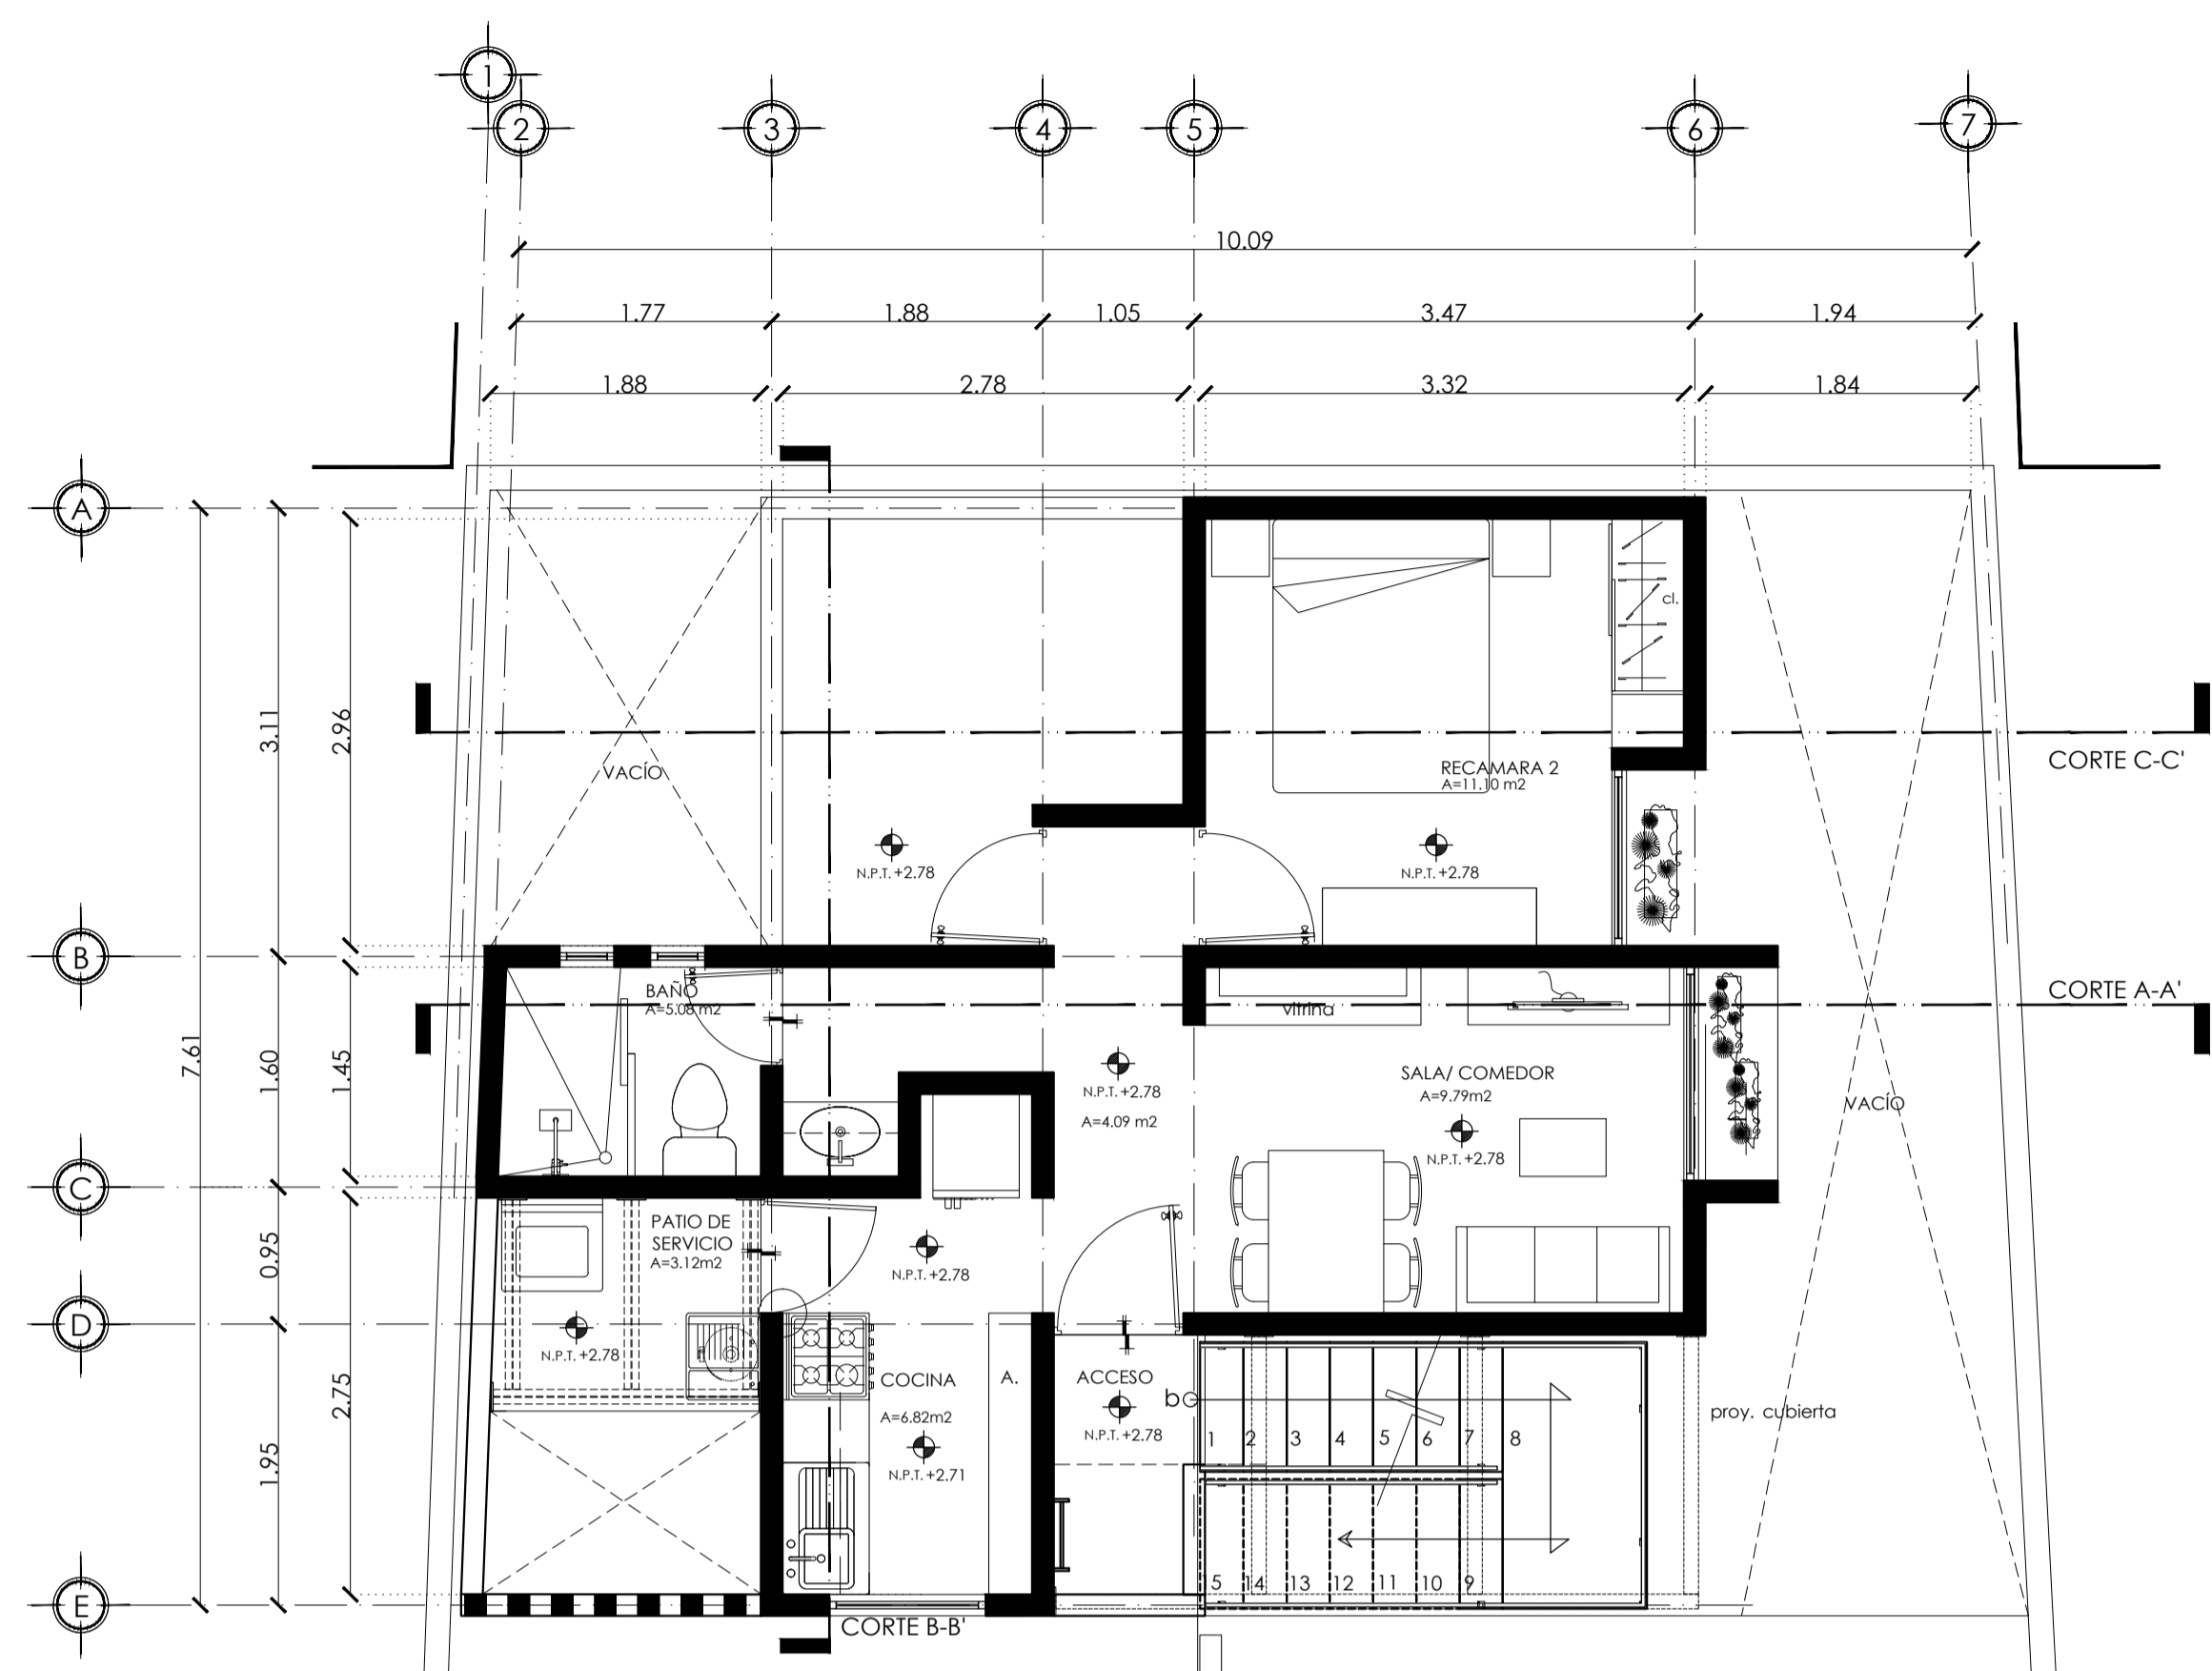 1
2
3
4
5
6
7
10.09
1.77
1.88
1.05
3.47
1.94
1.88
2.78
3.32
1.84
A
B
C
D
E
7.61
3.11
1.60
0.95
1.95
2.96
1.45
2.75
cl.
VACÍO
RECAMARA 2
A=11.10 m2
CORTE C-C'
N.P.T. +2.78
N.P.T. +2.78
BAÑO
A=5.08 m2
vitrina
CORTE A-A'
SALA/ COMEDOR
A=9.79m2
N.P.T. +2.78
A=4.09 m2
VACÍO
N.P.T. +2.78
PATIO DE
SERVICIO
A=3.12m2
N.P.T. +2.78
N.P.T. +2.78
COCINA
A=6.82m2
N.P.T. +2.71
A.
ACCESO
N.P.T. +2.78
b
proy. cubierta
1 2 3 4 5 6 7 8
5 14 13 12 11 10 9
CORTE B-B'